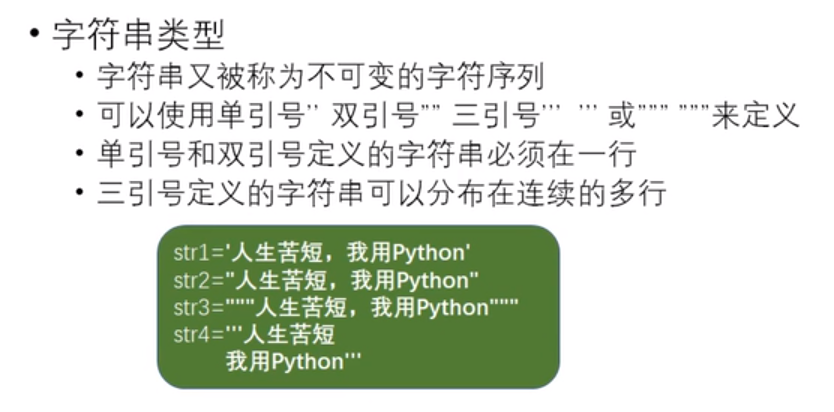 • 字符串类型
• 字符串又被称为不可变的字符序列
• 可以使用单引号'' 双引号"" 三引号''' ''' 或""" """来定义
• 单引号和双引号定义的字符串必须在一行
• 三引号定义的字符串可以分布在连续的多行
str1='人生苦短，我用Python'
str2="人生苦短，我用Python"
str3="""人生苦短，我用Python"""
str4='''人生苦短
我用Python'''